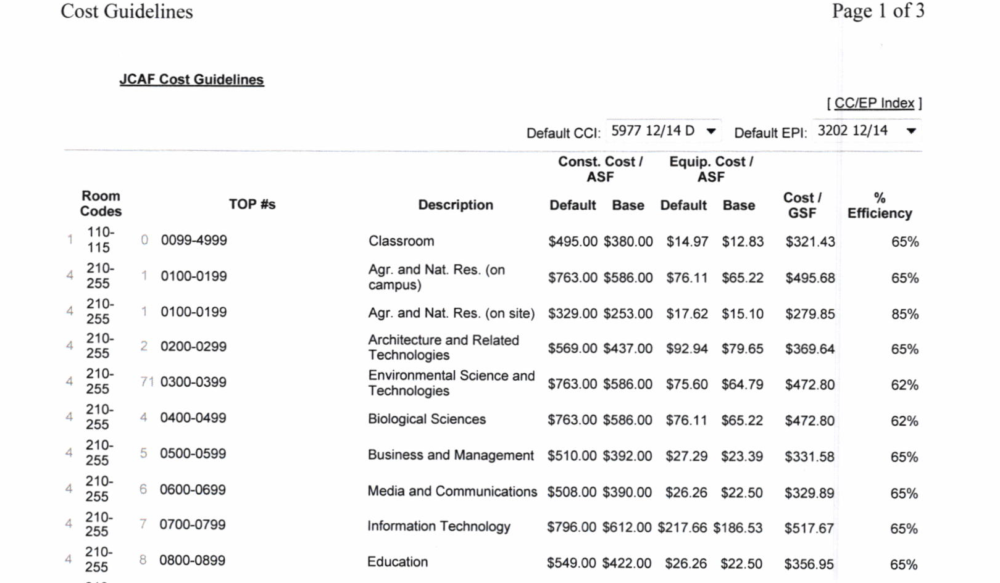 Cost Guidelines Page 1 of 3
JCAF Cost Guidelines
[ CC/EP Index ]
Default CCI: 5977 12/14 D Default EPI: 3202 12/14
Const. Cost / Equip. Cost /
ASF ASF
Room Codes TOP #s Description Default Base Default Base Cost / GSF % Efficiency
1 110-115 0 0099-4999 Classroom $495.00 $380.00 $14.97 $12.83 $321.43 65%
4 210-255 1 0100-0199 Agr. and Nat. Res. (on campus) $763.00 $586.00 $76.11 $65.22 $495.68 65%
4 210-255 1 0100-0199 Agr. and Nat. Res. (on site) $329.00 $253.00 $17.62 $15.10 $279.85 85%
4 210-255 2 0200-0299 Architecture and Related Technologies $569.00 $437.00 $92.94 $79.65 $369.64 65%
4 210-255 71 0300-0399 Environmental Science and Technologies $763.00 $586.00 $75.60 $64.79 $472.80 62%
4 210-255 4 0400-0499 Biological Sciences $763.00 $586.00 $76.11 $65.22 $472.80 62%
4 210-255 5 0500-0599 Business and Management $510.00 $392.00 $27.29 $23.39 $331.58 65%
4 210-255 6 0600-0699 Media and Communications $508.00 $390.00 $26.26 $22.50 $329.89 65%
4 210-255 7 0700-0799 Information Technology $796.00 $612.00 $217.66 $186.53 $517.67 65%
4 210-255 8 0800-0899 Education $549.00 $422.00 $26.26 $22.50 $356.95 65%